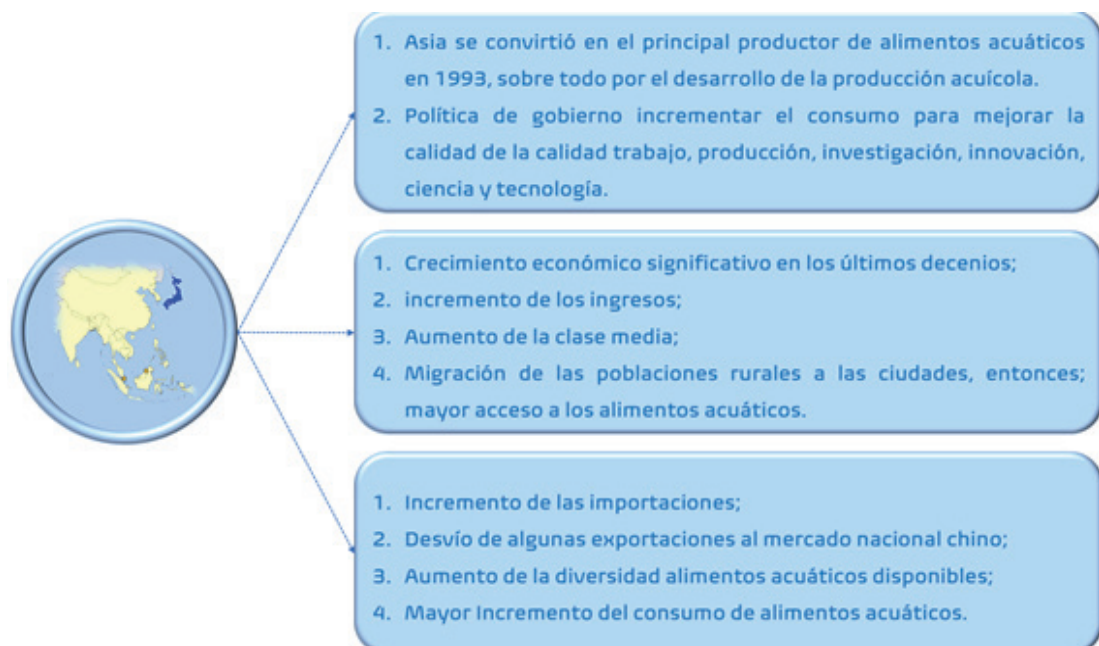 1. Asia se convirtió en el principal productor de alimentos acuáticos
en 1993, sobre todo por el desarrollo de la producción acuícola.
2. Política de gobierno incrementar el consumo para mejorar la
calidad de la calidad trabajo, producción, investigación, innovación,
ciencia y tecnología.
1. Crecimiento económico significativo en los últimos decenios;
2. incremento de los ingresos;
3. Aumento de la clase media;
4. Migración de las poblaciones rurales a las ciudades, entonces;
mayor acceso a los alimentos acuáticos.
1. Incremento de las importaciones;
2. Desvío de algunas exportaciones al mercado nacional chino;
3. Aumento de la diversidad alimentos acuáticos disponibles;
4. Mayor Incremento del consumo de alimentos acuáticos.